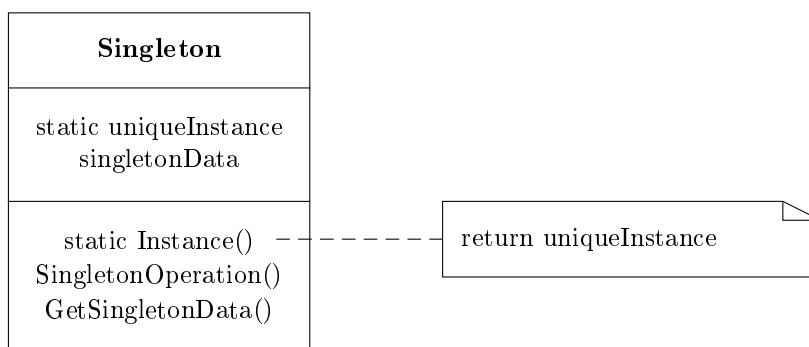 Singleton
static uniqueInstance
singletonData
static Instance()
return uniqueInstance
SingletonOperation()
GetSingletonData()